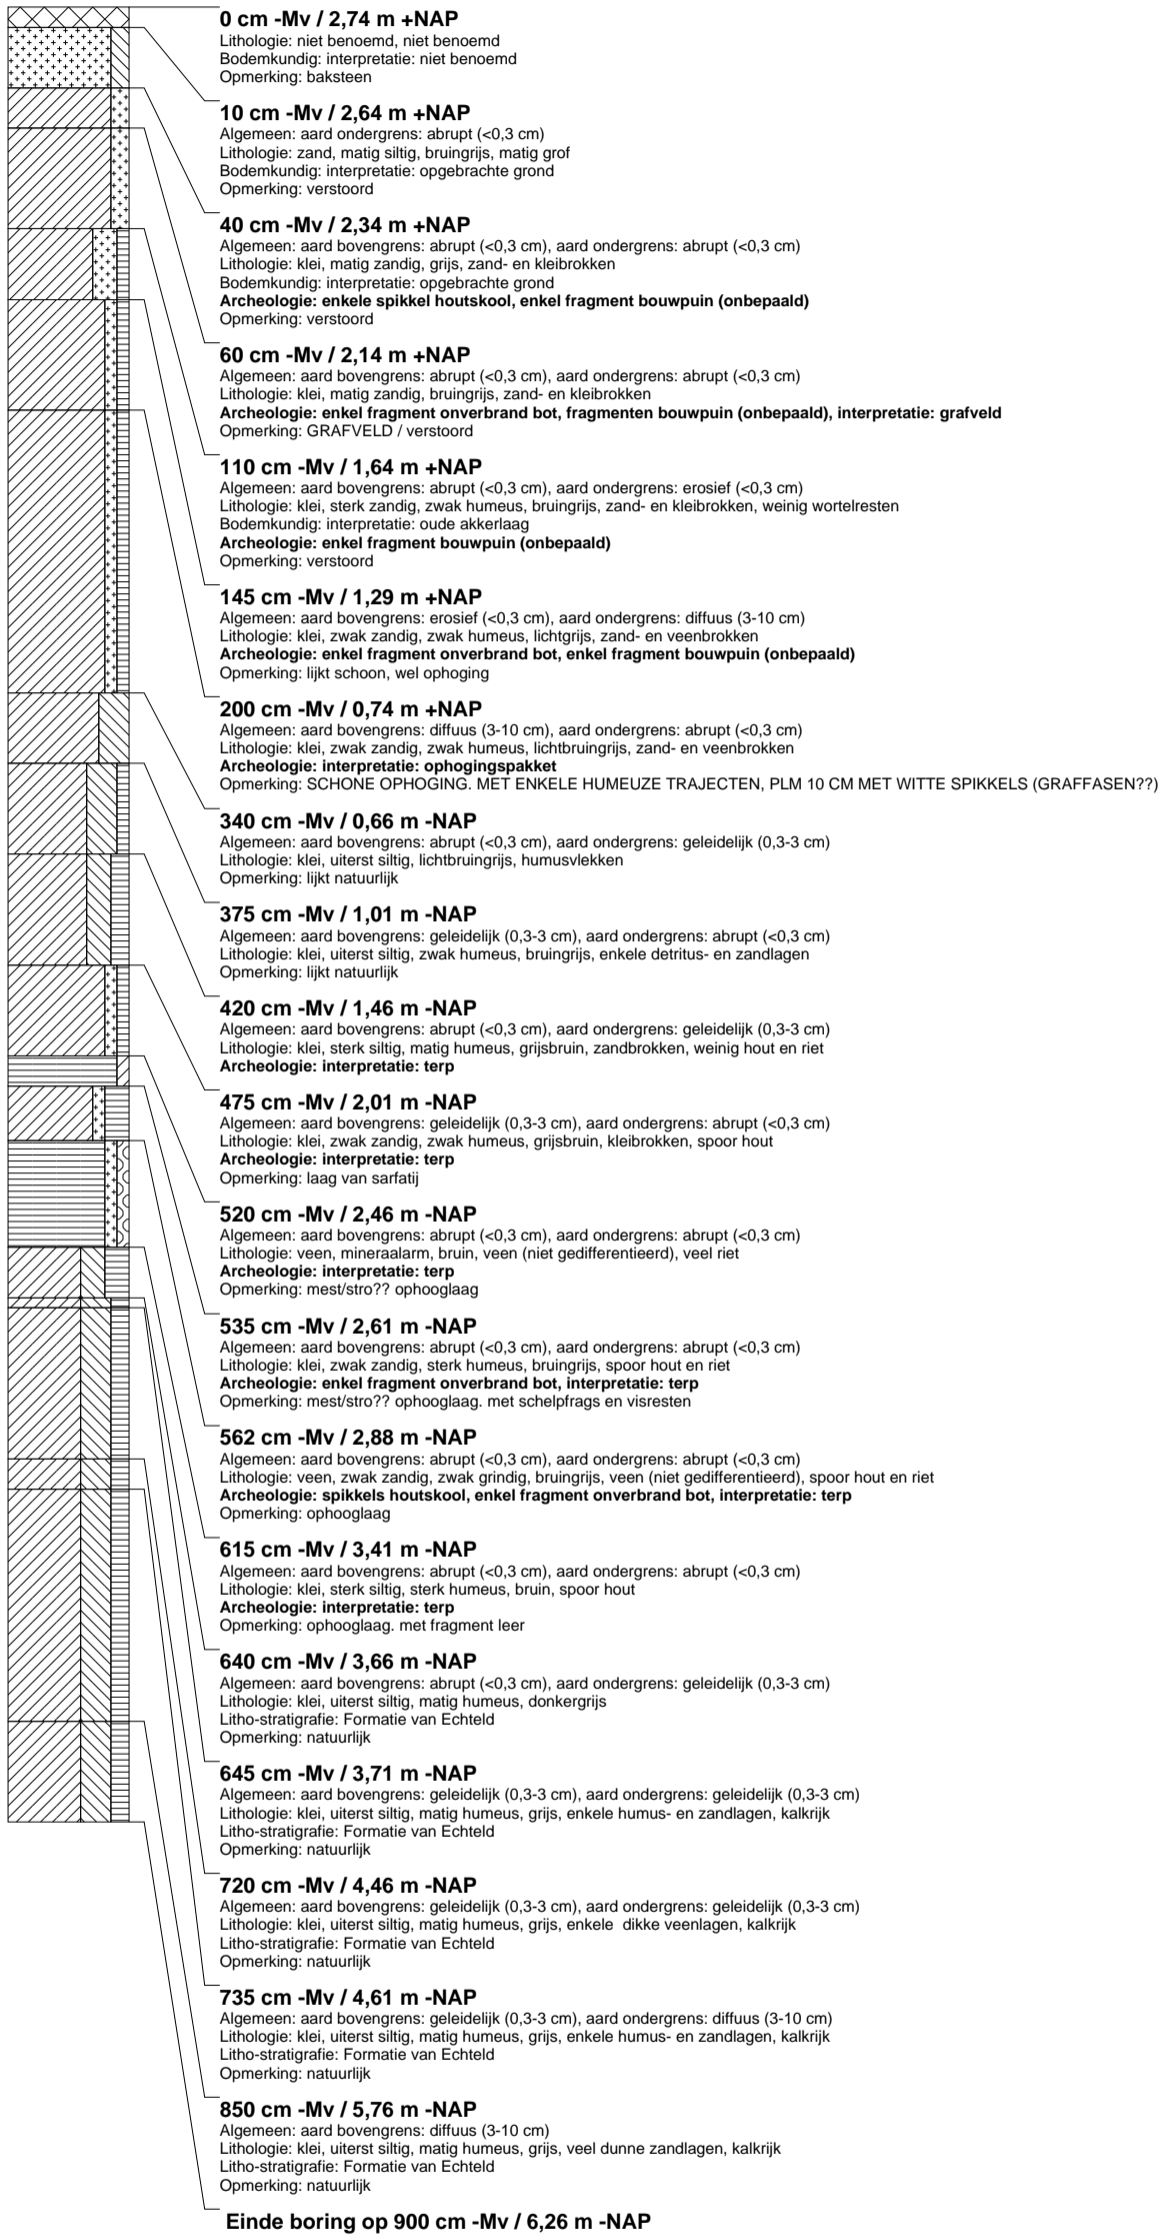 0 cm -Mv / 2,74 m +NAP
Lithologie: niet benoemd, niet benoemd
Bodemkundig: interpretatie: niet benoemd
Opmerking: baksteen
10 cm -Mv / 2,64 m +NAP
Algemeen: aard ondergrens: abrupt (<0,3 cm)
Lithologie: zand, matig siltig, bruingrijs, matig grof
Bodemkundig: interpretatie: opgebrachte grond
Opmerking: verstoord
40 cm -Mv / 2,34 m +NAP
Algemeen: aard bovengrens: abrupt (<0,3 cm), aard ondergrens: abrupt (<0,3 cm)
Lithologie: klei, matig zandig, grijs, zand- en kleibrokken
Bodemkundig: interpretatie: opgebrachte grond
Archeologie: enkele spikkel houtskool, enkel fragment bouwpuin (onbepaald)
Opmerking: verstoord
60 cm -Mv / 2,14 m +NAP
Algemeen: aard bovengrens: abrupt (<0,3 cm), aard ondergrens: abrupt (<0,3 cm)
Lithologie: klei, matig zandig, bruingrijs, zand- en kleibrokken
Archeologie: enkel fragment onverbrand bot, fragmenten bouwpuin (onbepaald), interpretatie: grafveld
Opmerking: GRAFVELD / verstoord
110 cm -Mv / 1,64 m +NAP
Algemeen: aard bovengrens: abrupt (<0,3 cm), aard ondergrens: erosief (<0,3 cm)
Lithologie: klei, sterk zandig, zwak humeus, bruingrijs, zand- en kleibrokken, weinig wortelresten
Bodemkundig: interpretatie: oude akkerlaag
Archeologie: enkel fragment bouwpuin (onbepaald)
Opmerking: verstoord
145 cm -Mv / 1,29 m +NAP
Algemeen: aard bovengrens: erosief (<0,3 cm), aard ondergrens: diffuus (3-10 cm)
Lithologie: klei, zwak zandig, zwak humeus, lichtgrijs, zand- en veenbrokken
Archeologie: enkel fragment onverbrand bot, enkel fragment bouwpuin (onbepaald)
Opmerking: lijkt schoon, wel ophoging
200 cm -Mv / 0,74 m +NAP
Algemeen: aard bovengrens: diffuus (3-10 cm), aard ondergrens: abrupt (<0,3 cm)
Lithologie: klei, zwak zandig, zwak humeus, lichtbruingrijs, zand- en veenbrokken
Archeologie: interpretatie: ophogingspakket
Opmerking: SCHONE OPHOGING. MET ENKELE HUMEUZE TRAJECTEN, PLM 10 CM MET WITTE SPIKKELS (GRAFFASEN??)
340 cm -Mv / 0,66 m -NAP
Algemeen: aard bovengrens: abrupt (<0,3 cm), aard ondergrens: geleidelijk (0,3-3 cm)
Lithologie: klei, uiterst siltig, lichtbruingrijs, humusvlekken
Opmerking: lijkt natuurlijk
375 cm -Mv / 1,01 m -NAP
Algemeen: aard bovengrens: geleidelijk (0,3-3 cm), aard ondergrens: abrupt (<0,3 cm)
Lithologie: klei, uiterst siltig, zwak humeus, bruingrijs, enkele detritus- en zandlagen
Opmerking: lijkt natuurlijk
420 cm -Mv / 1,46 m -NAP
Algemeen: aard bovengrens: abrupt (<0,3 cm), aard ondergrens: geleidelijk (0,3-3 cm)
Lithologie: klei, sterk siltig, matig humeus, grijsbruin, zandbrokken, weinig hout en riet
Archeologie: interpretatie: terp
475 cm -Mv / 2,01 m -NAP
Algemeen: aard bovengrens: geleidelijk (0,3-3 cm), aard ondergrens: abrupt (<0,3 cm)
Lithologie: klei, zwak zandig, zwak humeus, grijsbruin, kleibrokken, spoor hout
Archeologie: interpretatie: terp
Opmerking: laag van sarfatij
520 cm -Mv / 2,46 m -NAP
Algemeen: aard bovengrens: abrupt (<0,3 cm), aard ondergrens: abrupt (<0,3 cm)
Lithologie: veen, mineraalarm, bruin, veen (niet gedifferentieerd), veel riet
Archeologie: interpretatie: terp
Opmerking: mest/stro?? ophooglaag
535 cm -Mv / 2,61 m -NAP
Algemeen: aard bovengrens: abrupt (<0,3 cm), aard ondergrens: abrupt (<0,3 cm)
Lithologie: klei, zwak zandig, sterk humeus, bruingrijs, spoor hout en riet
Archeologie: enkel fragment onverbrand bot, interpretatie: terp
Opmerking: mest/stro?? ophooglaag. met schelpfrags en visresten
562 cm -Mv / 2,88 m -NAP
Algemeen: aard bovengrens: abrupt (<0,3 cm), aard ondergrens: abrupt (<0,3 cm)
Lithologie: veen, zwak zandig, zwak grindig, bruingrijs, veen (niet gedifferentieerd), spoor hout en riet
Archeologie: spikkels houtskool, enkel fragment onverbrand bot, interpretatie: terp
Opmerking: ophooglaag
615 cm -Mv / 3,41 m -NAP
Algemeen: aard bovengrens: abrupt (<0,3 cm), aard ondergrens: abrupt (<0,3 cm)
Lithologie: klei, sterk siltig, sterk humeus, bruin, spoor hout
Archeologie: interpretatie: terp
Opmerking: ophooglaag. met fragment leer
640 cm -Mv / 3,66 m -NAP
Algemeen: aard bovengrens: abrupt (<0,3 cm), aard ondergrens: geleidelijk (0,3-3 cm)
Lithologie: klei, uiterst siltig, matig humeus, donkergrijs
Litho-stratigrafie: Formatie van Echteld
Opmerking: natuurlijk
645 cm -Mv / 3,71 m -NAP
Algemeen: aard bovengrens: geleidelijk (0,3-3 cm), aard ondergrens: geleidelijk (0,3-3 cm)
Lithologie: klei, uiterst siltig, matig humeus, grijs, enkele humus- en zandlagen, kalkrijk
Litho-stratigrafie: Formatie van Echteld
Opmerking: natuurlijk
720 cm -Mv / 4,46 m -NAP
Algemeen: aard bovengrens: geleidelijk (0,3-3 cm), aard ondergrens: geleidelijk (0,3-3 cm)
Lithologie: klei, uiterst siltig, matig humeus, grijs, enkele  dikke veenlagen, kalkrijk
Litho-stratigrafie: Formatie van Echteld
Opmerking: natuurlijk
735 cm -Mv / 4,61 m -NAP
Algemeen: aard bovengrens: geleidelijk (0,3-3 cm), aard ondergrens: diffuus (3-10 cm)
Lithologie: klei, uiterst siltig, matig humeus, grijs, enkele humus- en zandlagen, kalkrijk
Litho-stratigrafie: Formatie van Echteld
Opmerking: natuurlijk
850 cm -Mv / 5,76 m -NAP
Algemeen: aard bovengrens: diffuus (3-10 cm)
Lithologie: klei, uiterst siltig, matig humeus, grijs, veel dunne zandlagen, kalkrijk
Litho-stratigrafie: Formatie van Echteld
Opmerking: natuurlijk
Einde boring op 900 cm -Mv / 6,26 m -NAP